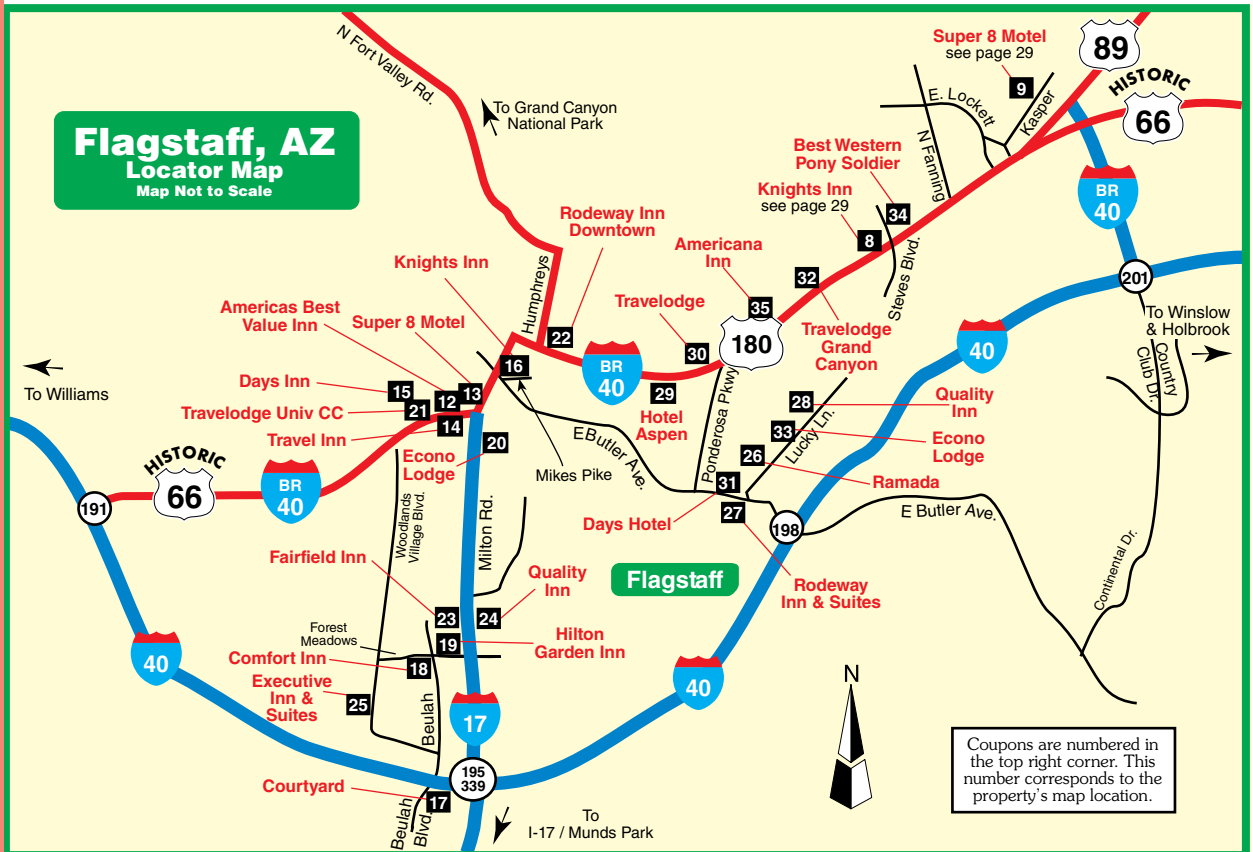 Flagstaff, AZ
Locator Map
Map Not to Scale
N Fort Valley Rd.
To Grand Canyon
National Park
Super 8 Motel
see page 29
9
89
HISTORIC
66
E. Lockett
Kasper
N Fanning
Best Western
Pony Soldier
34
Knights Inn
see page 29
8
BR
40
Steves Blvd.
201
To Winslow
& Holbrook
Country
Club Dr.
Rodeway Inn
Downtown
22
Humphreys
Americana
Inn
35
32
Travelodge
Grand
Canyon
Travelodge
30
180
Knights Inn
16
Americas Best
Value Inn
12
Super 8 Motel
13
BR
40
29
Hotel
Aspen
40
To Williams
Days Inn
15
Travelodge Univ CC
21
Travel Inn
14
Econo
Lodge
20
Mikes Pike
E Butler Ave.
Ponderosa Pkwy
28
Quality
Inn
33
Lucky Ln.
Econo
Lodge
26
Ramada
31
Days Hotel
27
198
E Butler Ave.
Rodeway
Inn & Suites
HISTORIC
66
BR
40
191
Woodlands
Village Blvd.
Milton Rd.
Fairfield Inn
23
Quality
Inn
24
Flagstaff
Continental Dr.
Forest
Meadows
19
Hilton
Garden Inn
Comfort Inn
18
Executive
Inn &
Suites
25
Beulah
40
17
40
N
195
339
Courtyard
17
Beulah
Blvd.
To
I-17 / Munds Park
Coupons are numbered in
the top right corner. This
number corresponds to the
property's map location.